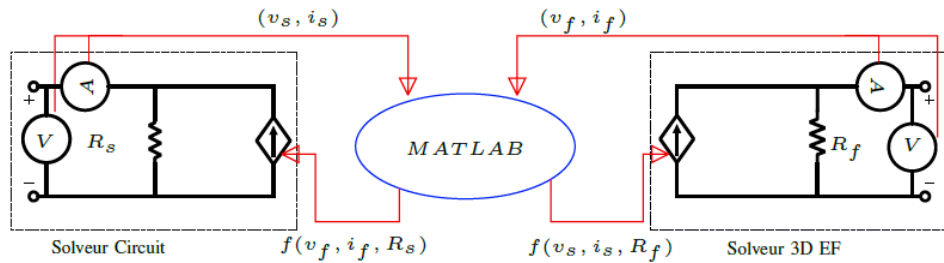 (v_s, i_s)
(v_f, i_f)
+
A
V
R_s
−
MATLAB
A
+
R_f
V
−
f(v_f, i_f, R_s)
f(v_s, i_s, R_f)
Solveur Circuit
Solveur 3D EF